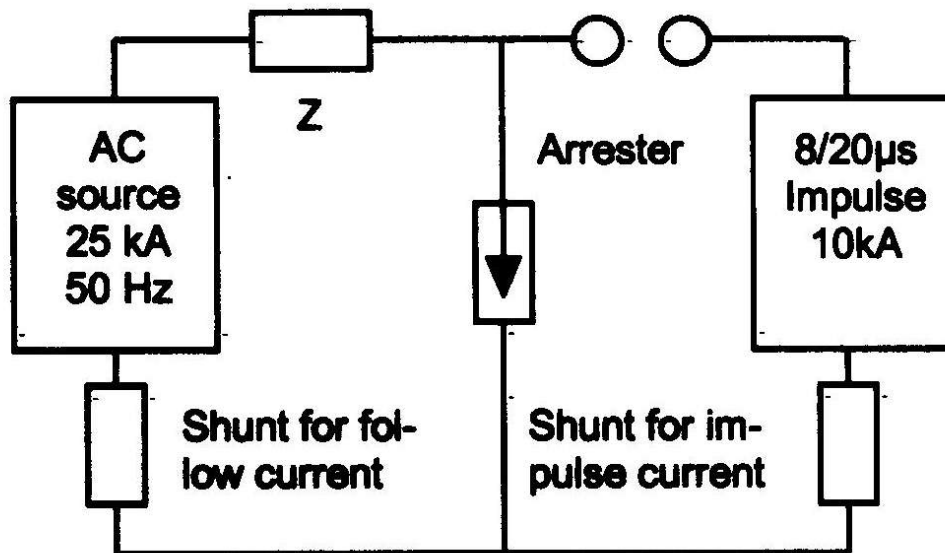 Z
AC
source
25 kA
50 Hz
Arrester
8/20µs
Impulse
10kA
Shunt for fol-
low current
Shunt for im-
pulse current